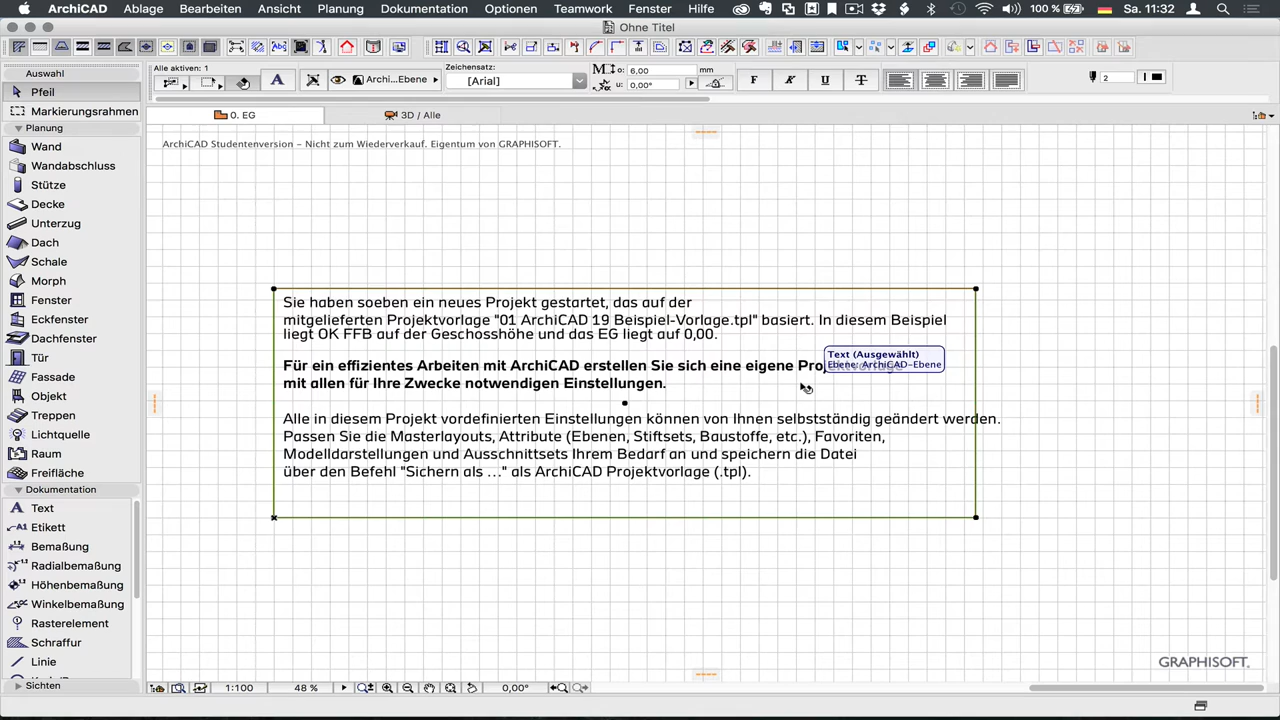 ArchiCAD Ablage Bearbeiten Ansicht Planung Dokumentation Optionen Teamwork Fenster Hilfe 100 % Sa. 11:32
Ohne Titel
Auswahl
Alle aktiven: 1
Zeichensatz:
Pfeil
Archi...Ebene
[Arial]
M
o: 6,00 mm
u: 0,00°
F K U T
2
Markierungsrahmen
0. EG
3D / Alle
Planung
ArchiCAD Studentenversion – Nicht zum Wiederverkauf. Eigentum von GRAPHISOFT.
Wand
Wandabschluss
Stütze
Decke
Unterzug
Dach
Schale
Morph
Fenster
Eckfenster
Dachfenster
Tür
Fassade
Objekt
Treppen
Lichtquelle
Raum
Freifläche
Dokumentation
Text
Etikett
Bemaßung
Radialbemaßung
Höhenbemaßung
Winkelbemaßung
Rasterelement
Schraffur
Linie
Sichten
Sie haben soeben ein neues Projekt gestartet, das auf der
mitgelieferten Projektvorlage "01 ArchiCAD 19 Beispiel-Vorlage.tpl" basiert. In diesem Beispiel
liegt OK FFB auf der Geschosshöhe und das EG liegt auf 0,00.
Für ein effizientes Arbeiten mit ArchiCAD erstellen Sie sich eine eigene Projektvorlage
mit allen für Ihre Zwecke notwendigen Einstellungen.
Text (Ausgewählt)
Ebene: ArchiCAD-Ebene
Alle in diesem Projekt vordefinierten Einstellungen können von Ihnen selbstständig geändert werden.
Passen Sie die Masterlayouts, Attribute (Ebenen, Stiftsets, Baustoffe, etc.), Favoriten,
Modelldarstellungen und Ausschnittsets Ihrem Bedarf an und speichern die Datei
über den Befehl "Sichern als ..." als ArchiCAD Projektvorlage (.tpl).
GRAPHISOFT.
1:100
48 %
0,00°